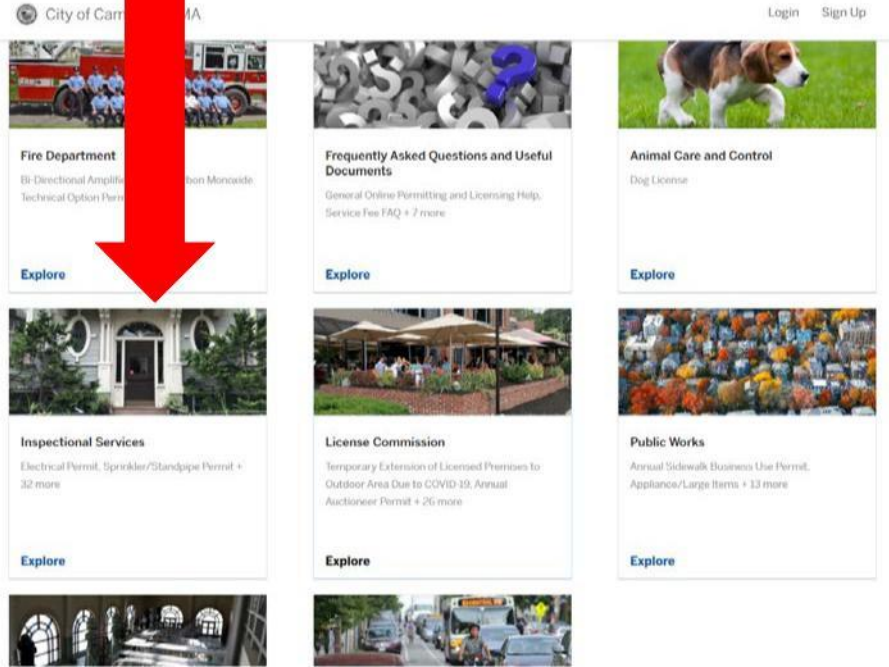 City of Cam MA
Login Sign Up
Fire Department
Bi-Directional bon Monoxide
Technical Option
Explore
Frequently Asked Questions and Useful
Documents
General Online Permitting and Licensing Help,
Service Fee FAQ + 7 more
Explore
Animal Care and Control
Dog License
Explore
Inspectional Services
Electrical Permit, Sprinkler/Standpipe Permit +
32 more
Explore
License Commission
Temporary Extension of Licensed Premises to
Outdoor Area Due to COVID-19, Annual
Auctioneer Permit + 26 more
Explore
Public Works
Annual Sidewalk Business Use Permit,
Appliance/Large Items + 13 more
Explore